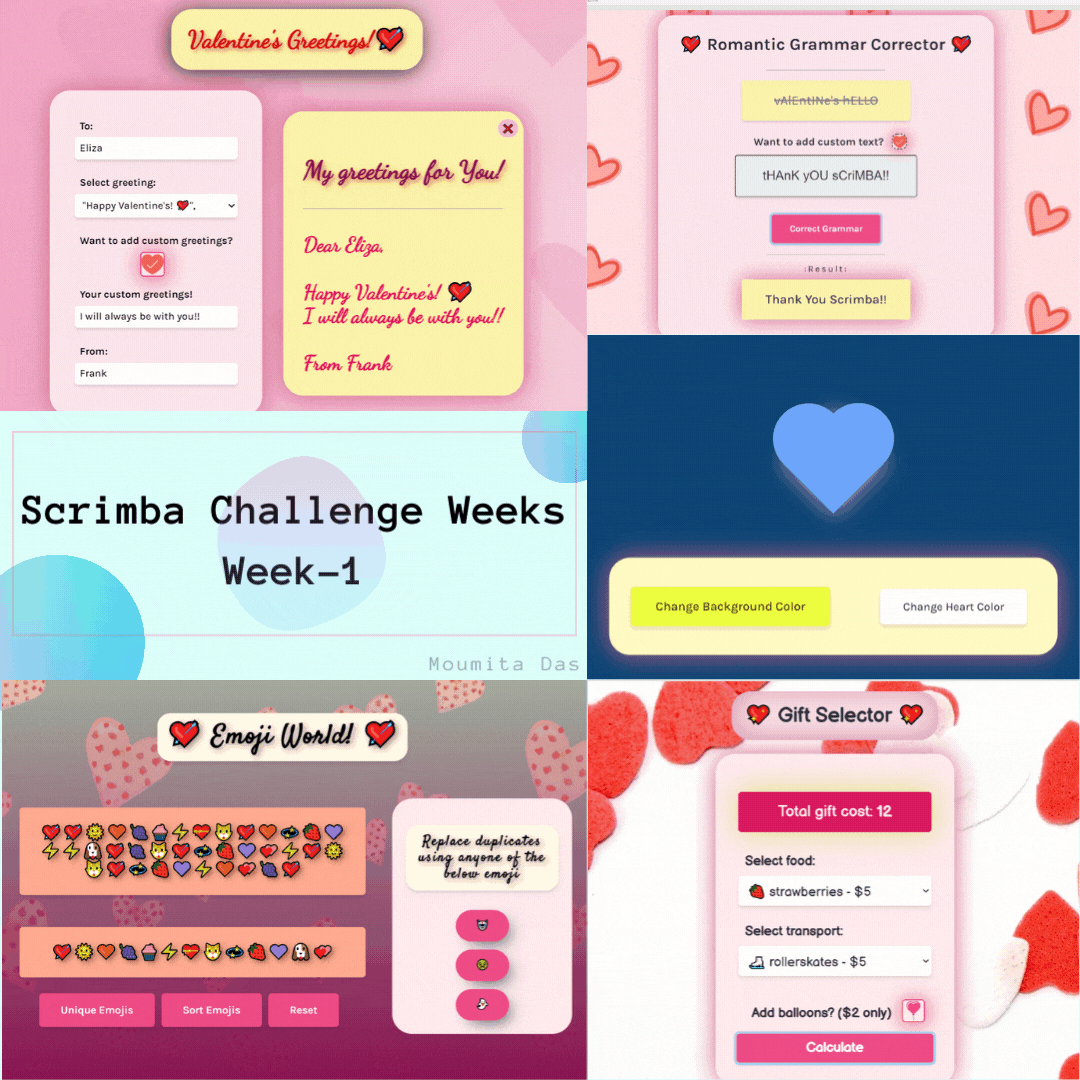 Valentine's Greetings!
To:
Eliza
Select greeting:
"Happy Valentine's! 💘",
Want to add custom greetings?
Your custom greetings!
I will always be with you!!
From:
Frank
My greetings for You!
Dear Eliza,
Happy Valentine's! 💘
I will always be with you!!
From Frank
Romantic Grammar Corrector
vAlEntINe's hELLO
Want to add custom text?
tHAnK yOU sCriMBA!!
Correct Grammar
:Result:
Thank You Scrimba!!
Scrimba Challenge Weeks
Week-1
Moumita Das
Change Background Color
Change Heart Color
Emoji World!
Unique Emojis
Sort Emojis
Reset
Replace duplicates
using anyone of the
below emoji
Gift Selector
Total gift cost: 12
Select food:
🍓 strawberries - $5
Select transport:
⛸ rollerskates - $5
Add balloons? ($2 only)
Calculate